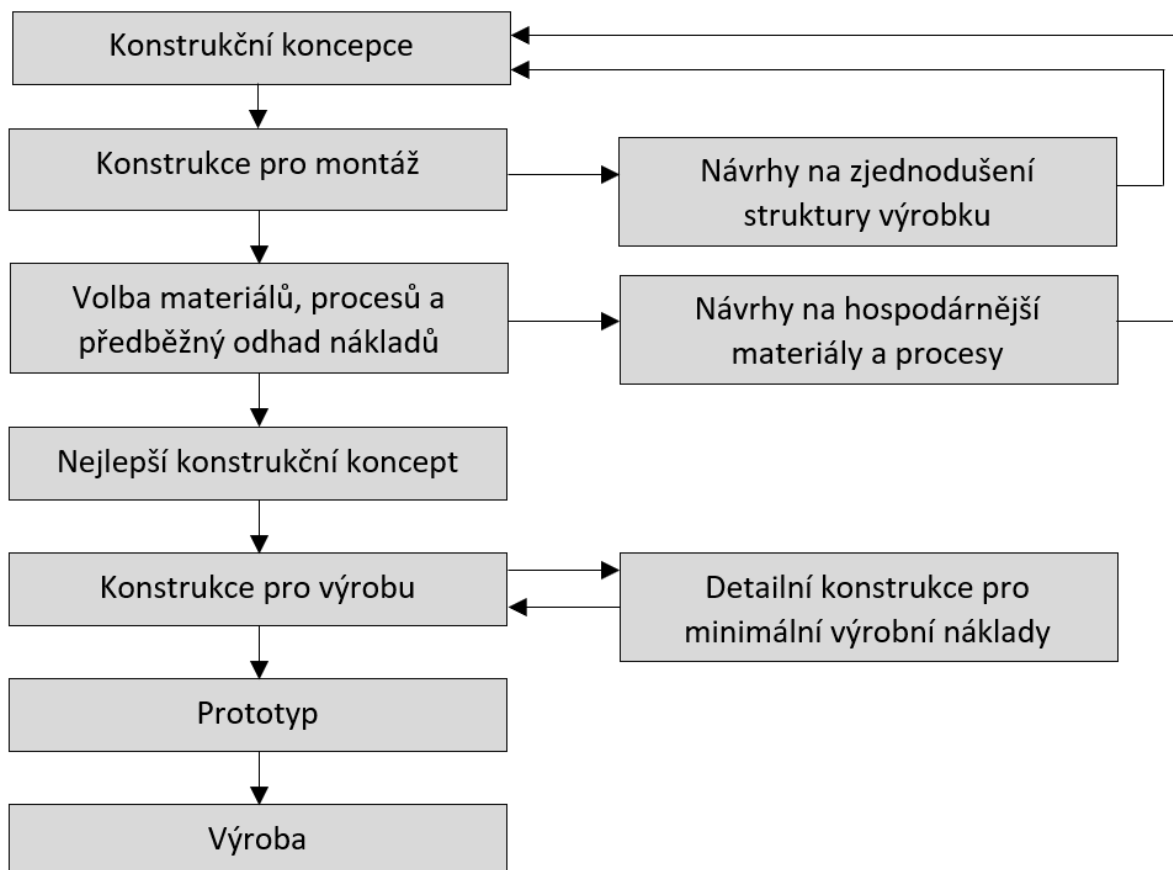 Konstrukční koncepce
Konstrukce pro montáž
Návrhy na zjednodušení
struktury výrobku
Volba materiálů, procesů a
předběžný odhad nákladů
Návrhy na hospodárnější
materiály a procesy
Nejlepší konstrukční koncept
Konstrukce pro výrobu
Detailní konstrukce pro
minimální výrobní náklady
Prototyp
Výroba